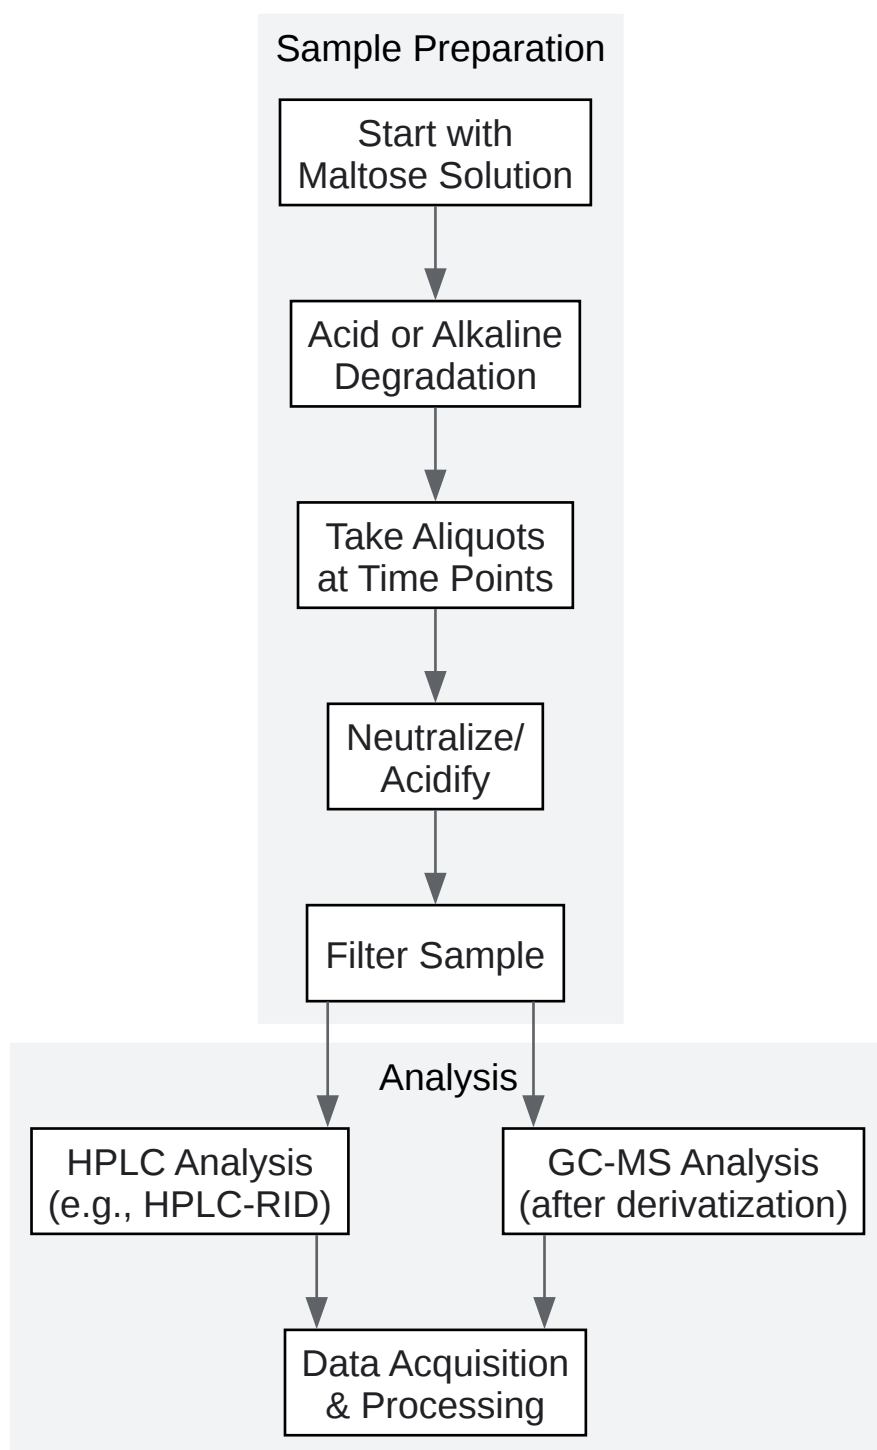 Sample Preparation
Start with
Maltose Solution
Acid or Alkaline
Degradation
Take Aliquots
at Time Points
Neutralize/
Acidify
Filter Sample
Analysis
HPLC Analysis
(e.g., HPLC-RID)
GC-MS Analysis
(after derivatization)
Data Acquisition
& Processing